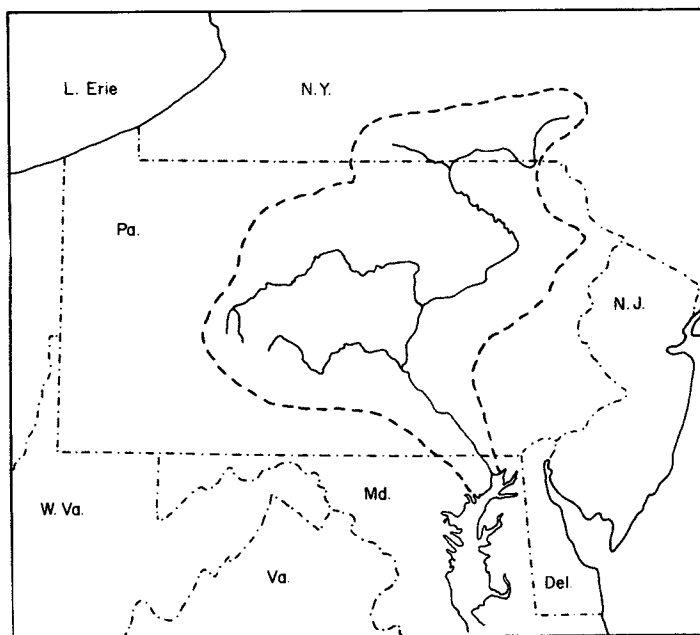 L. Erie
N.Y.
Pa.
N.J.
W. Va.
Md.
Va.
Del.